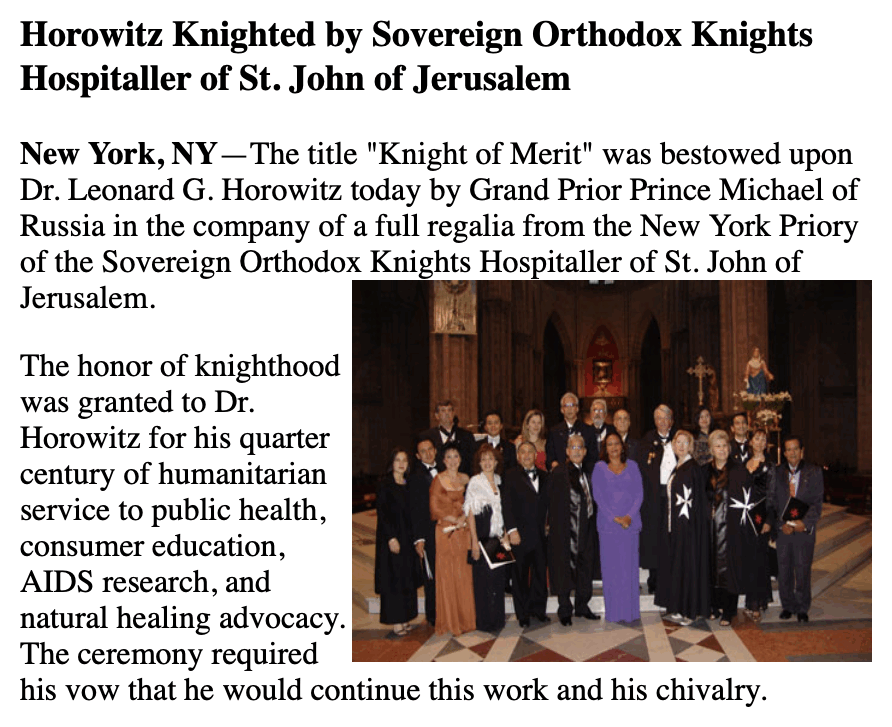 Horowitz Knighted by Sovereign Orthodox Knights
Hospitaller of St. John of Jerusalem
New York, NY—The title "Knight of Merit" was bestowed upon
Dr. Leonard G. Horowitz today by Grand Prior Prince Michael of
Russia in the company of a full regalia from the New York Priory
of the Sovereign Orthodox Knights Hospitaller of St. John of
Jerusalem.
The honor of knighthood
was granted to Dr.
Horowitz for his quarter
century of humanitarian
service to public health,
consumer education,
AIDS research, and
natural healing advocacy.
The ceremony required
his vow that he would continue this work and his chivalry.